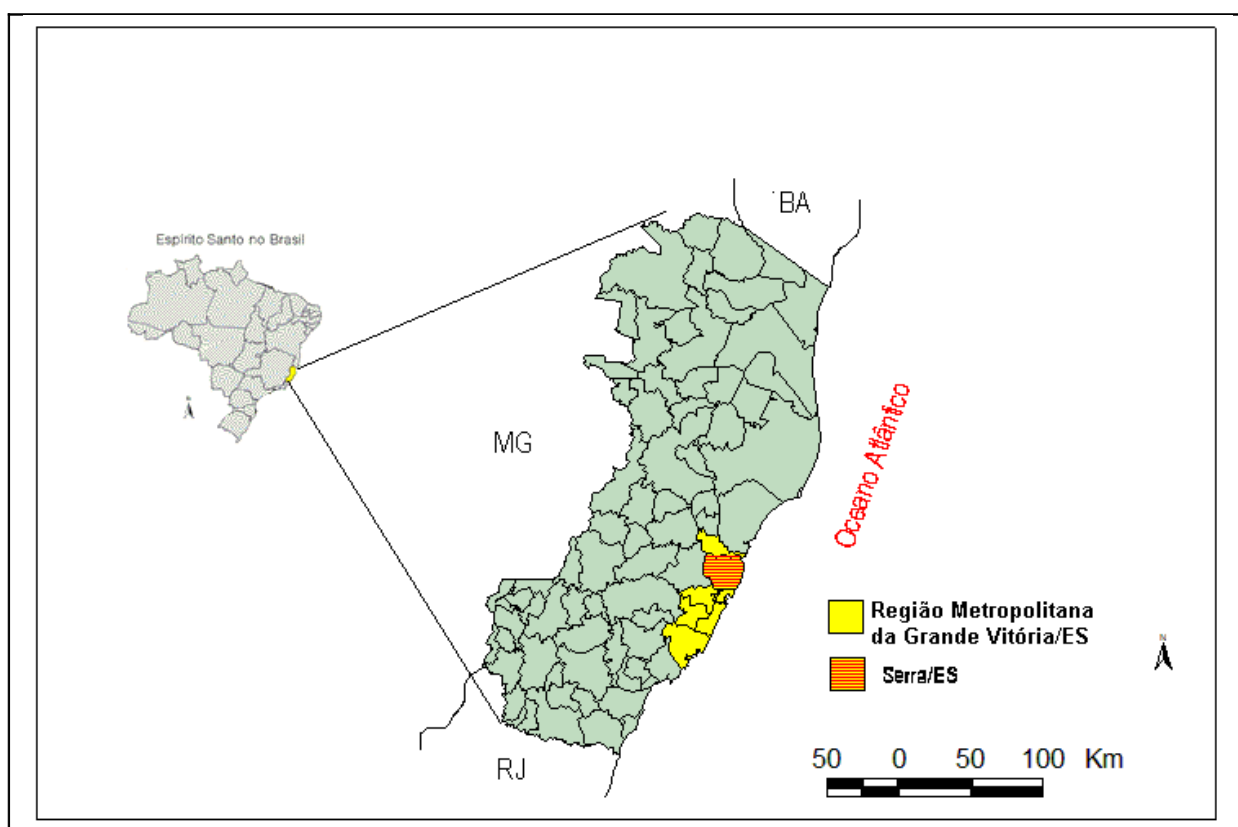 BA
Espírito Santo no Brasil
N
MG
Oceano Atlântico
Região Metropolitana
da Grande Vitória/ES
Serra/ES
N
RJ
50 0 50 100 Km